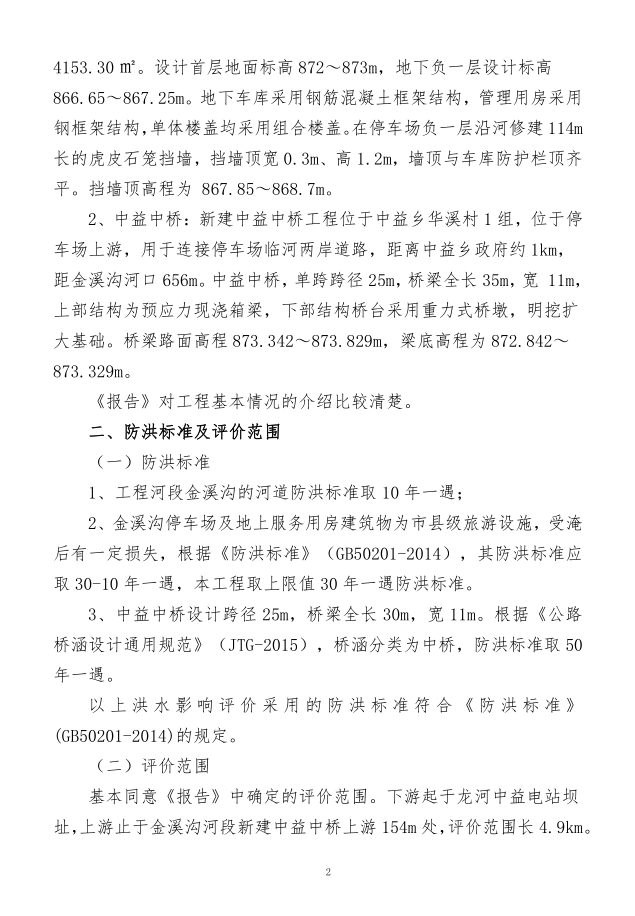 4153.30 ㎡。设计首层地面标高 872～873m，地下负一层设计标高
866.65～867.25m。地下车库采用钢筋混凝土框架结构，管理用房采用
钢框架结构，单体楼盖均采用组合楼盖。在停车场负一层沿河修建 114m
长的虎皮石笼挡墙，挡墙顶宽 0.3m、高 1.2m，墙顶与车库防护栏顶齐
平。挡墙顶高程为 867.85～868.7m。
2、中益中桥：新建中益中桥工程位于中益乡华溪村 1 组，位于停
车场上游，用于连接停车场临河两岸道路，距离中益乡政府约 1km，
距金溪沟河口 656m。中益中桥，单跨跨径 25m，桥梁全长 35m，宽 11m，
上部结构为预应力现浇箱梁，下部结构桥台采用重力式桥墩，明挖扩
大基础。桥梁路面高程 873.342～873.829m，梁底高程为 872.842～
873.329m。
《报告》对工程基本情况的介绍比较清楚。
二、防洪标准及评价范围
（一）防洪标准
1、工程河段金溪沟的河道防洪标准取 10 年一遇；
2、金溪沟停车场及地上服务用房建筑物为市县级旅游设施，受淹
后有一定损失，根据《防洪标准》（GB50201-2014），其防洪标准应
取 30-10 年一遇，本工程取上限值 30 年一遇防洪标准。
3、中益中桥设计跨径 25m，桥梁全长 30m，宽 11m。根据《公路
桥涵设计通用规范》（JTG-2015），桥涵分类为中桥，防洪标准取 50
年一遇。
以上洪水影响评价采用的防洪标准符合《防洪标准》
(GB50201-2014)的规定。
（二）评价范围
基本同意《报告》中确定的评价范围。下游起于龙河中益电站坝
址，上游止于金溪沟河段新建中益中桥上游 154m 处，评价范围长 4.9km。
2